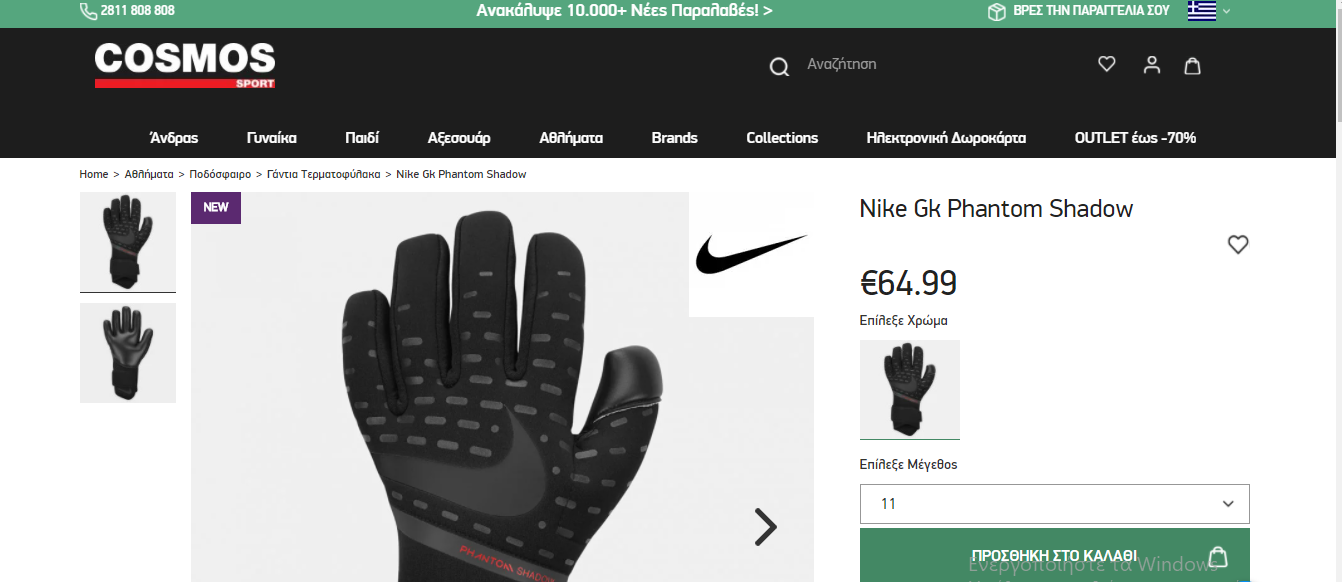 2811 808 808
Ανακάλυψε 10.000+ Νέες Παραλαβές! >
ΒΡΕΣ ΤΗΝ ΠΑΡΑΓΓΕΛΙΑ ΣΟΥ
COSMOS
SPORT
Αναζήτηση
Άνδρας Γυναίκα Παιδί Αξεσουάρ Αθλήματα Brands Collections Ηλεκτρονική Δωροκάρτα OUTLET έως -70%
Home > Αθλήματα > Ποδόσφαιρο > Γάντια Τερματοφύλακα > Nike Gk Phantom Shadow
NEW
PHANTOM SHADOW
Nike Gk Phantom Shadow
€64.99
Επίλεξε Χρώμα
Επίλεξε Μέγεθος
11
ΠΡΟΣΘΗΚΗ ΣΤΟ ΚΑΛΑΘΙ
Ενεργοποιήστε τα Windows